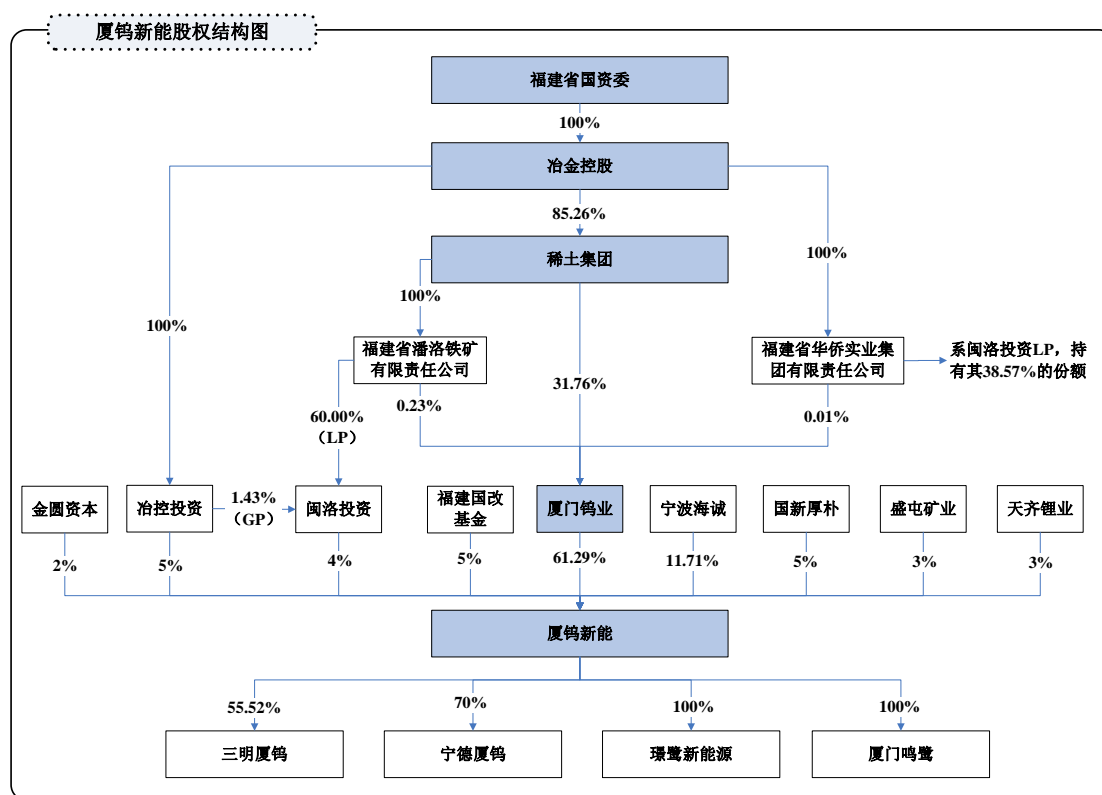 厦钨新能股权结构图
福建省国资委
100%
冶金控股
85.26%
稀土集团
100%
100%
100%
福建省潘洛铁矿
有限责任公司
31.76%
福建省华侨实业集
团有限责任公司
系闽洛投资LP，持
有其38.57%的份额
0.23%
0.01%
60.00%
（LP）
金圆资本
冶控投资
1.43%
（GP）
闽洛投资
福建国改
基金
厦门钨业
宁波海诚
国新厚朴
盛屯矿业
天齐锂业
2%
5%
4%
5%
61.29%
11.71%
5%
3%
3%
厦钨新能
55.52%
70%
100%
100%
三明厦钨
宁德厦钨
璟鹭新能源
厦门鸣鹭